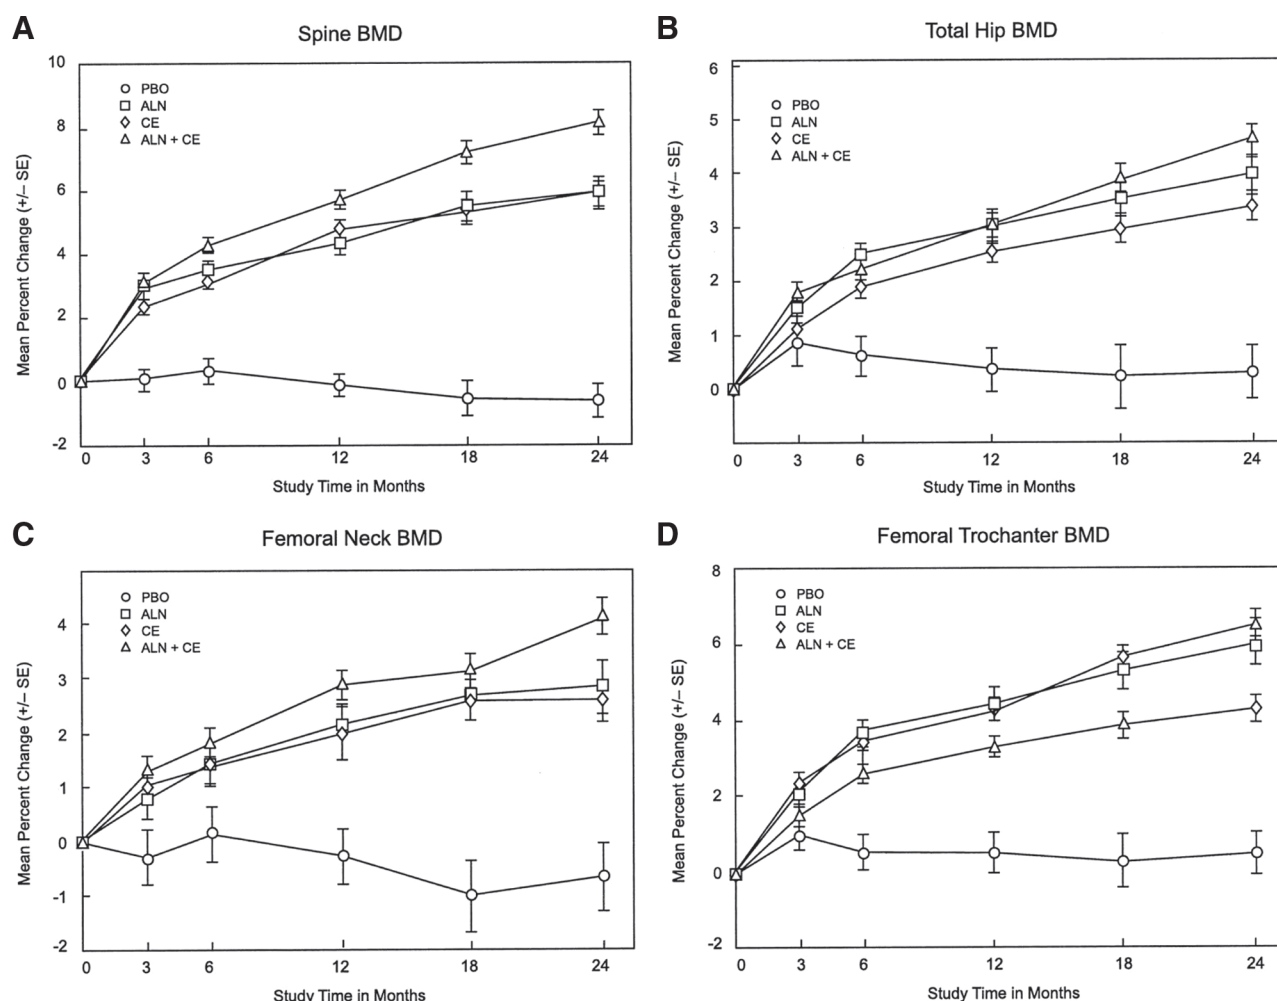 A
Spine BMD
10
8
6
4
2
0
-2
Mean Percent Change (+/– SE)
PBO
ALN
CE
ALN + CE
0 3 6 12 18 24
Study Time in Months
B
Total Hip BMD
6
5
4
3
2
1
0
Mean Percent Change (+/– SE)
PBO
ALN
CE
ALN + CE
0 3 6 12 18 24
Study Time in Months
C
Femoral Neck BMD
4
3
2
1
0
-1
-2
Mean Percent Change (+/– SE)
PBO
ALN
CE
ALN + CE
0 3 6 12 18 24
Study Time in Months
D
Femoral Trochanter BMD
8
6
4
2
0
-2
Mean Percent Change (+/– SE)
PBO
ALN
CE
ALN + CE
0 3 6 12 18 24
Study Time in Months